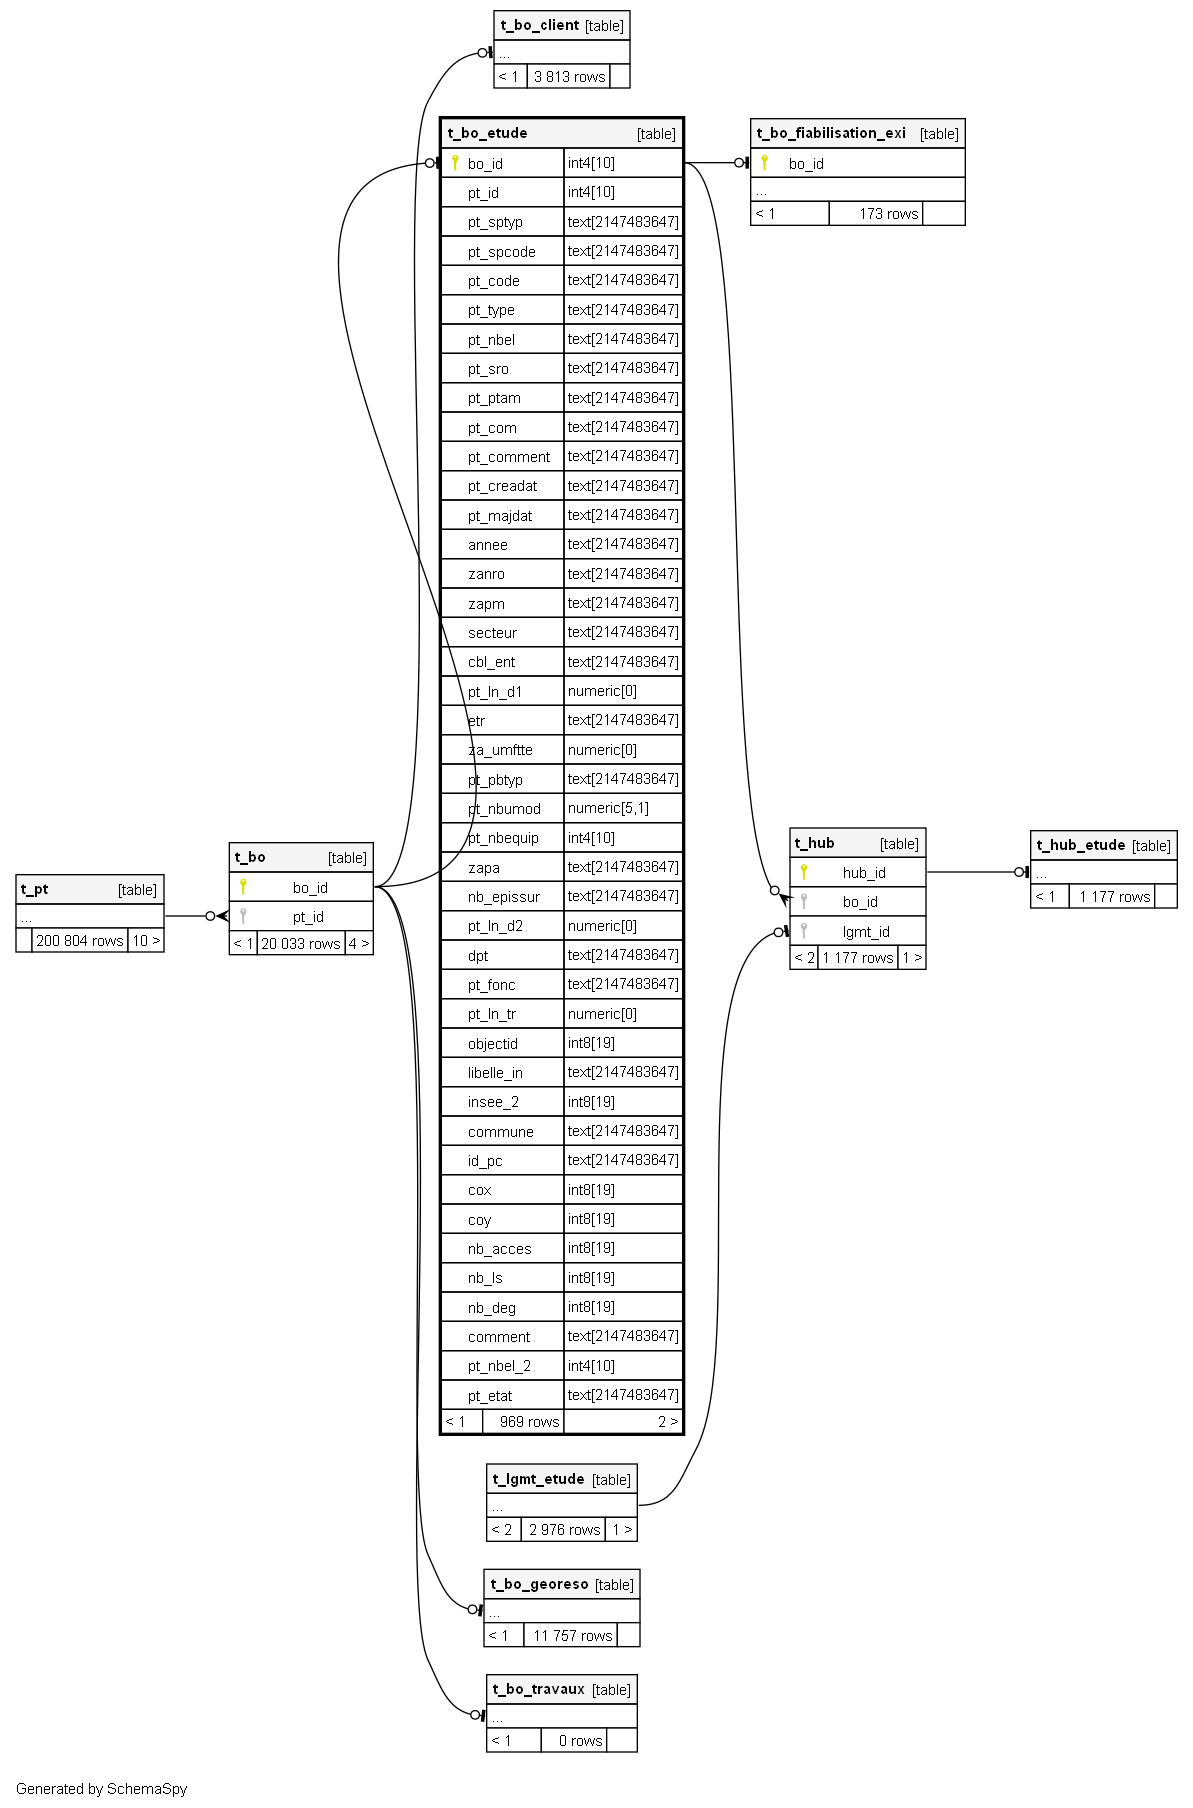 t_bo_client [table]
...
< 1 3 813 rows
t_bo_etude [table]
bo_id int4[10]
pt_id int4[10]
pt_sptyp text[2147483647]
pt_spcode text[2147483647]
pt_code text[2147483647]
pt_type text[2147483647]
pt_nbel text[2147483647]
pt_sro text[2147483647]
pt_ptam text[2147483647]
pt_com text[2147483647]
pt_comment text[2147483647]
pt_creadat text[2147483647]
pt_majdat text[2147483647]
annee text[2147483647]
zanro text[2147483647]
zapm text[2147483647]
secteur text[2147483647]
cbl_ent text[2147483647]
pt_ln_d1 numeric[0]
etr text[2147483647]
za_umftte numeric[0]
pt_pbtyp text[2147483647]
pt_nbumod numeric[5,1]
pt_nbequip int4[10]
zapa text[2147483647]
nb_epissur text[2147483647]
pt_ln_d2 numeric[0]
dpt text[2147483647]
pt_fonc text[2147483647]
pt_ln_tr numeric[0]
objectid int8[19]
libelle_in text[2147483647]
insee_2 int8[19]
commune text[2147483647]
id_pc text[2147483647]
cox int8[19]
coy int8[19]
nb_acces int8[19]
nb_ls int8[19]
nb_deg int8[19]
comment text[2147483647]
pt_nbel_2 int4[10]
pt_etat text[2147483647]
< 1 969 rows 2 >
t_bo_fiabilisation_exi [table]
bo_id
...
< 1 173 rows
t_pt [table]
...
200 804 rows 10 >
t_bo [table]
bo_id
pt_id
< 1 20 033 rows 4 >
t_hub [table]
hub_id
bo_id
lgmt_id
< 2 1 177 rows 1 >
t_hub_etude [table]
...
< 1 1 177 rows
t_lgmt_etude [table]
...
< 2 2 976 rows 1 >
t_bo_georeso [table]
...
< 1 11 757 rows
t_bo_travaux [table]
...
< 1 0 rows
Generated by SchemaSpy